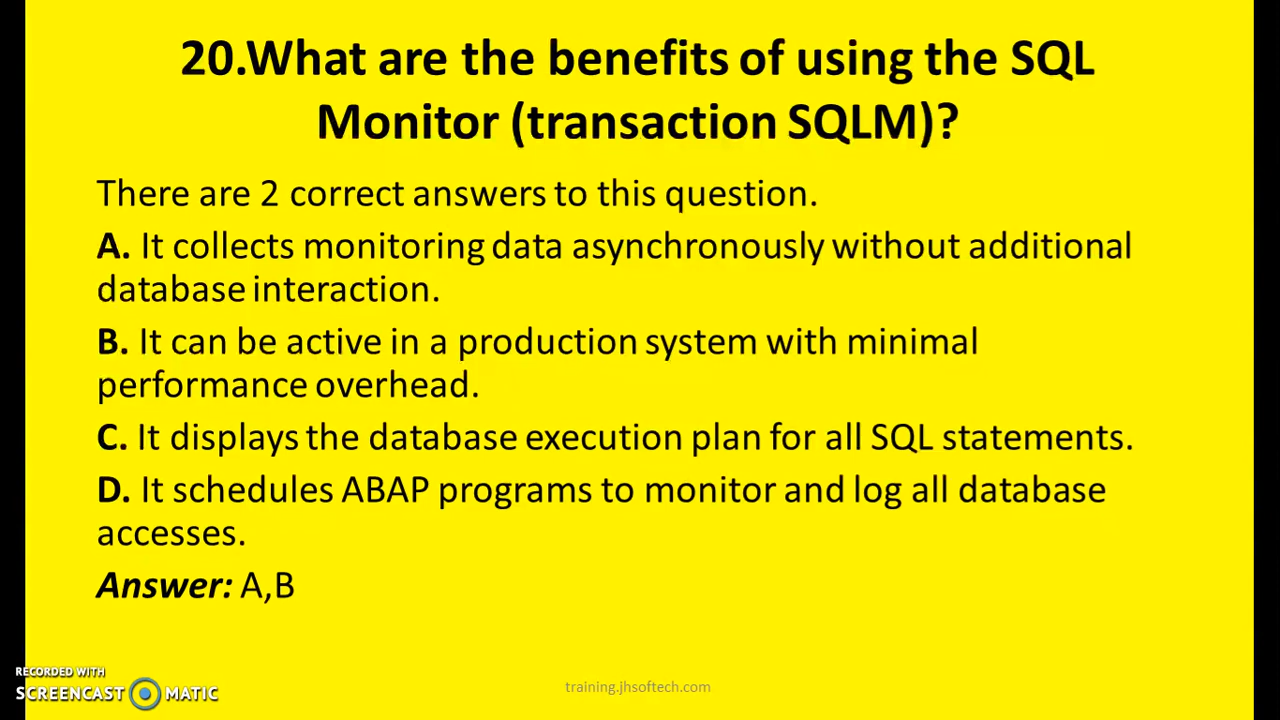 20.What are the benefits of using the SQL
Monitor (transaction SQLM)?
There are 2 correct answers to this question.
A. It collects monitoring data asynchronously without additional
database interaction.
B. It can be active in a production system with minimal
performance overhead.
C. It displays the database execution plan for all SQL statements.
D. It schedules ABAP programs to monitor and log all database
accesses.
Answer: A,B
RECORDED WITH
SCREENCAST MATIC
training.jhsoftech.com